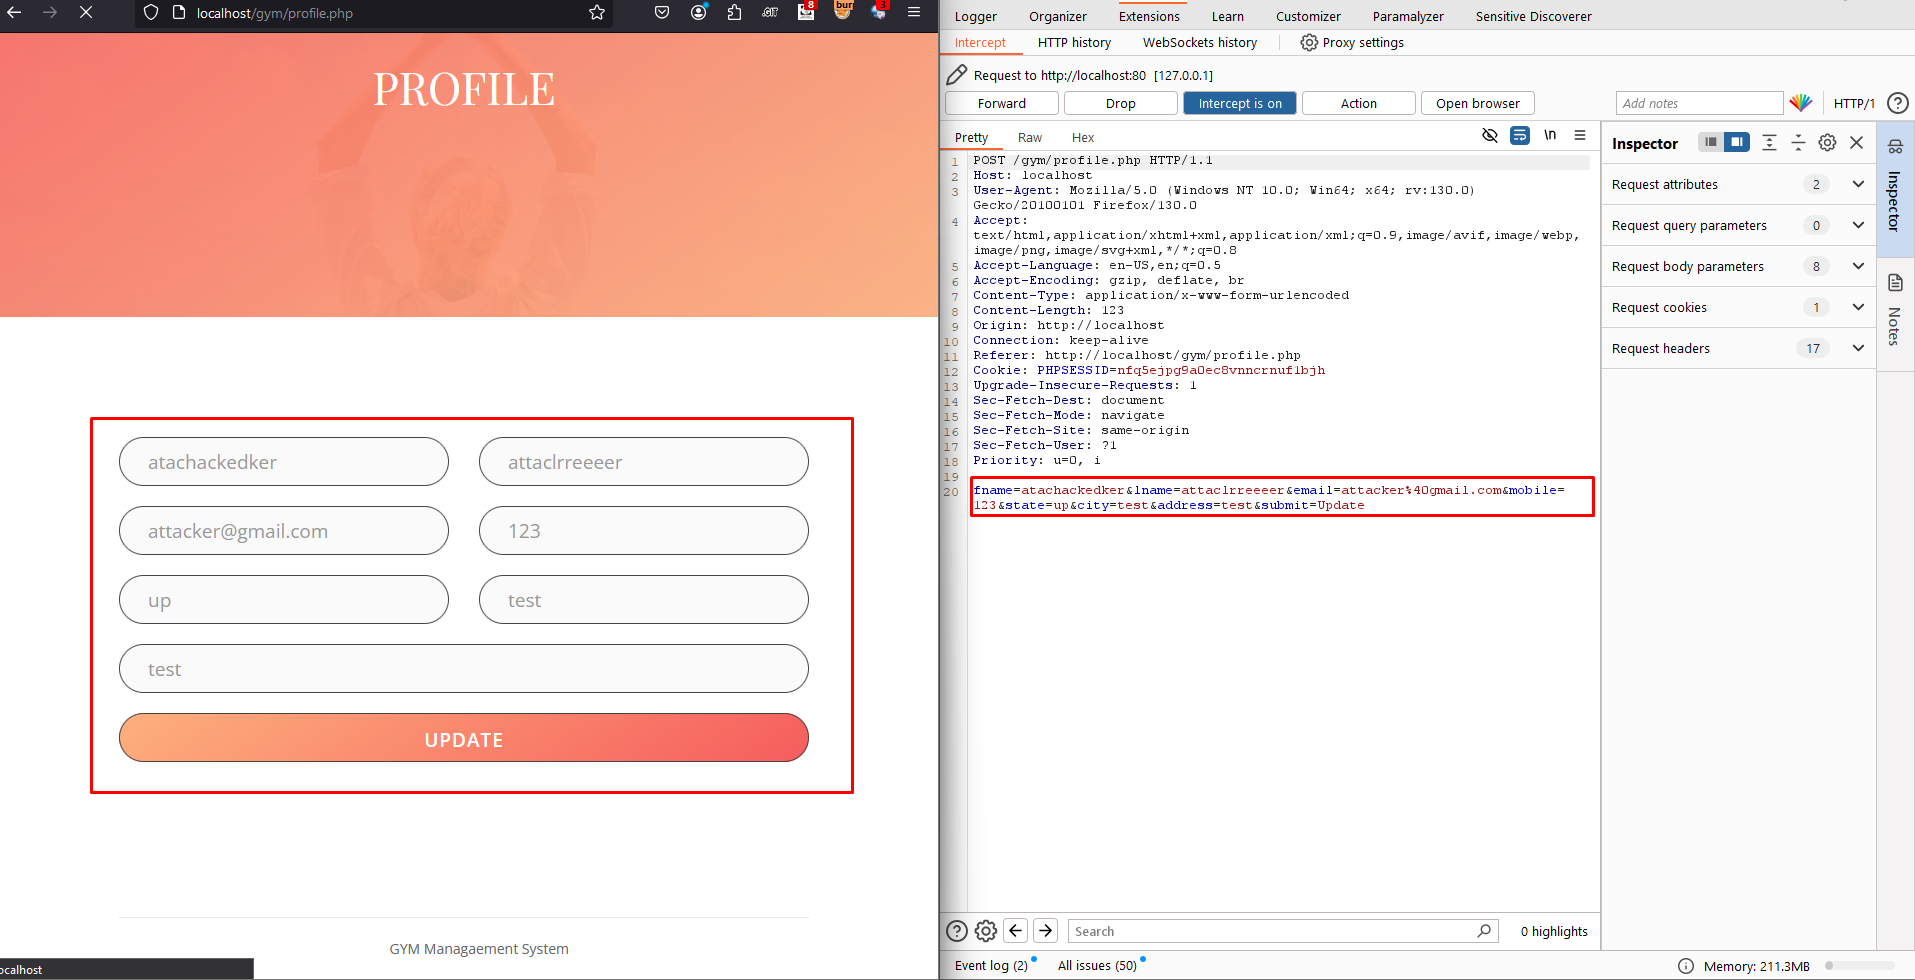 localhost/gym/profile.php
.GIT
8
burr
3
PROFILE
atachackedker
attaclrreeeer
attacker@gmail.com
123
up
test
test
UPDATE
GYM Managaement System
ocalhost
Logger
Organizer
Extensions
Learn
Customizer
Paramalyzer
Sensitive Discoverer
Intercept
HTTP history
WebSockets history
Proxy settings
Request to http://localhost:80 [127.0.0.1]
Forward
Drop
Intercept is on
Action
Open browser
Add notes
HTTP/1
?
Pretty
Raw
Hex
\n
1 POST /gym/profile.php HTTP/1.1
2 Host: localhost
3 User-Agent: Mozilla/5.0 (Windows NT 10.0; Win64; x64; rv:130.0)
Gecko/20100101 Firefox/130.0
4 Accept:
text/html,application/xhtml+xml,application/xml;q=0.9,image/avif,image/webp,
image/png,image/svg+xml,*/*;q=0.8
5 Accept-Language: en-US,en;q=0.5
6 Accept-Encoding: gzip, deflate, br
7 Content-Type: application/x-www-form-urlencoded
8 Content-Length: 123
9 Origin: http://localhost
10 Connection: keep-alive
11 Referer: http://localhost/gym/profile.php
12 Cookie: PHPSESSID=nfq5ejpg9a0ec8vnncrnuf1bjh
13 Upgrade-Insecure-Requests: 1
14 Sec-Fetch-Dest: document
15 Sec-Fetch-Mode: navigate
16 Sec-Fetch-Site: same-origin
17 Sec-Fetch-User: ?1
18 Priority: u=0, i
19
20 fname=atachackedker&lname=attaclrreeeer&email=attacker%40gmail.com&mobile=
123&state=up&city=test&address=test&submit=Update
Inspector
Request attributes 2
Request query parameters 0
Request body parameters 8
Request cookies 1
Request headers 17
Inspector
Notes
?
Search
0 highlights
Event log (2)
All issues (50)
Memory: 211.3MB